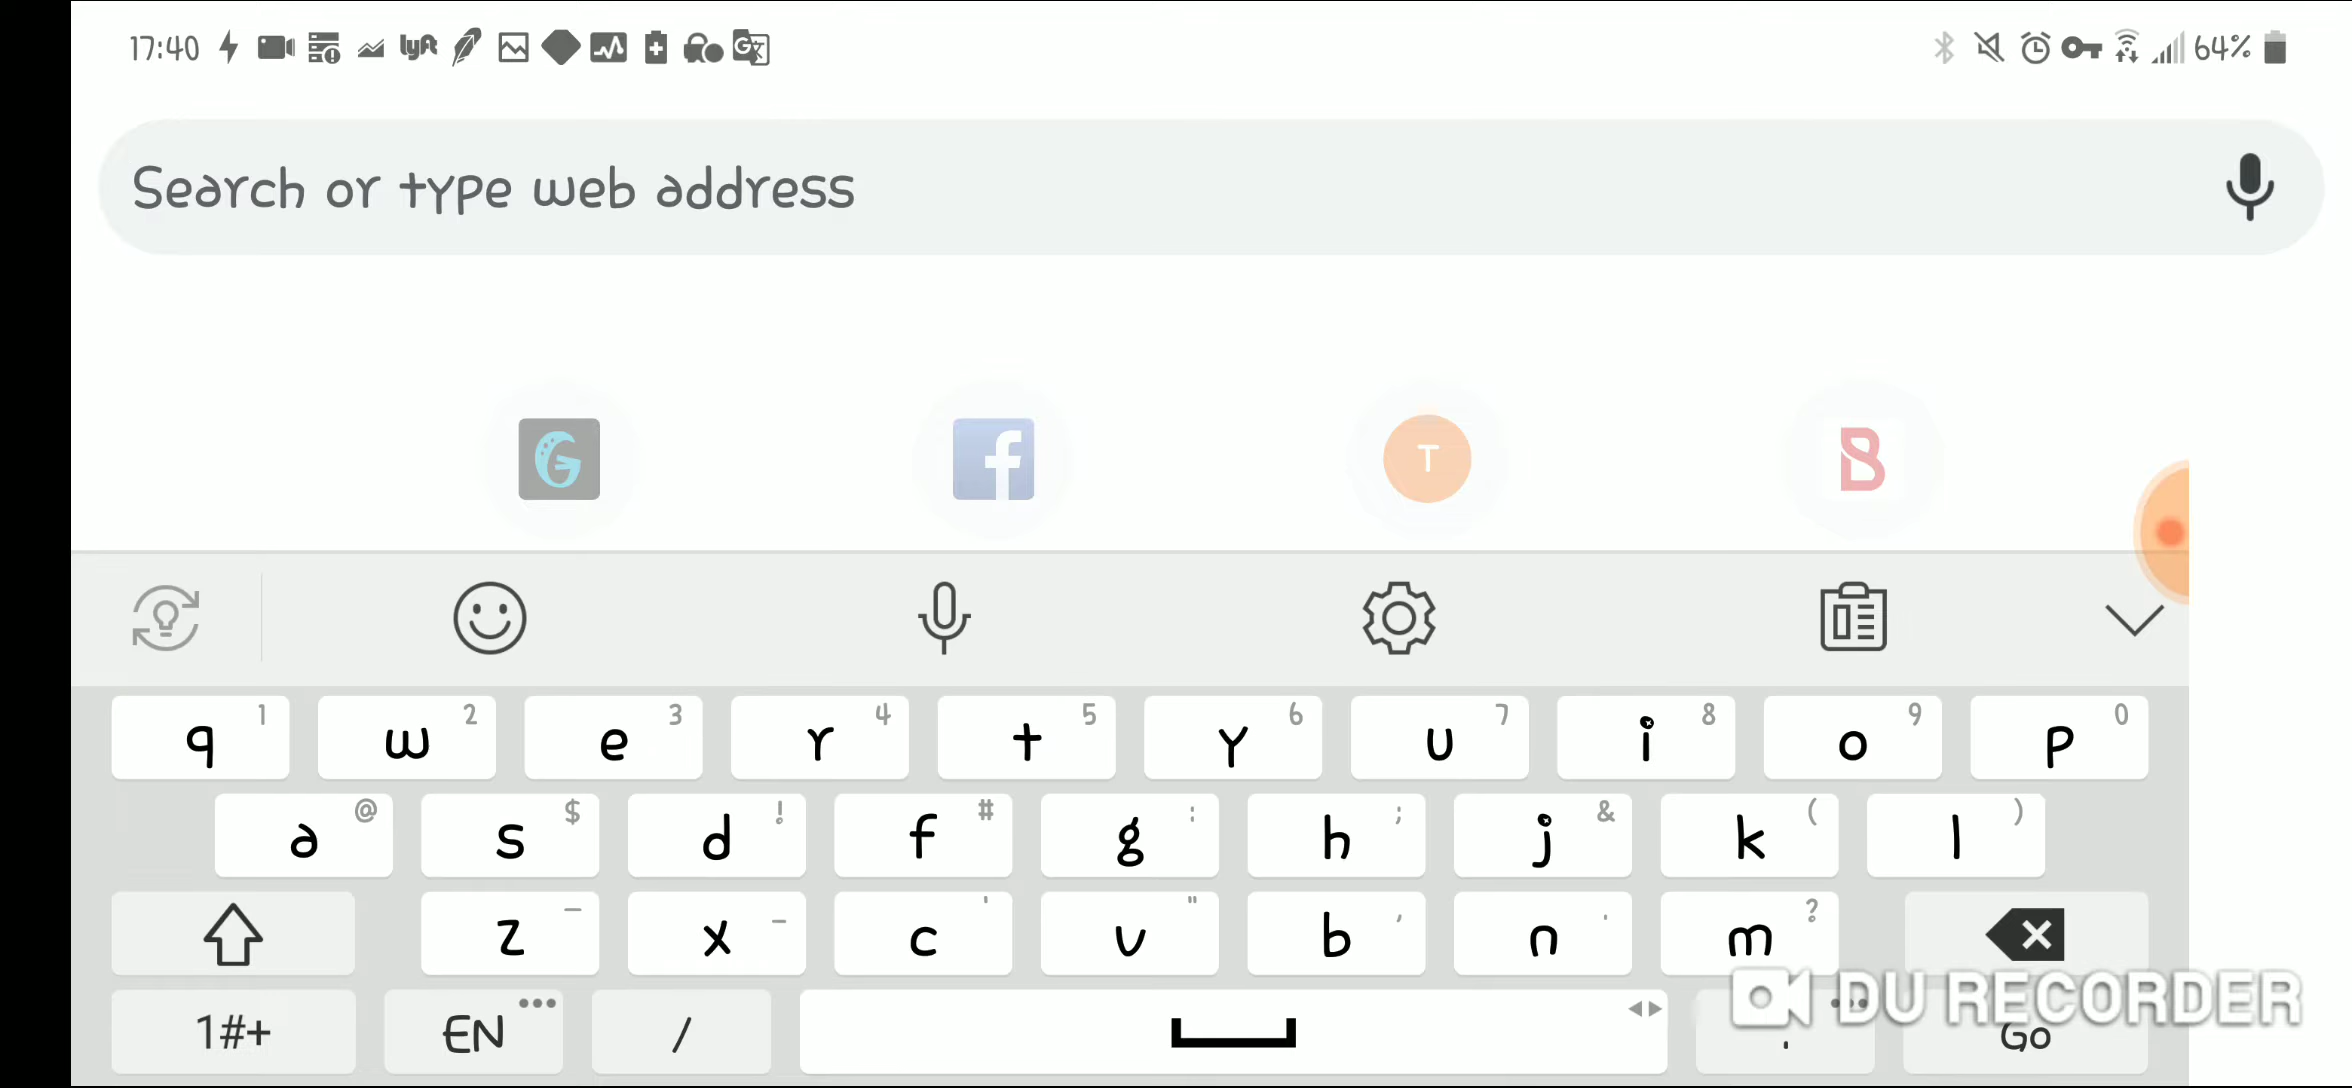 17:40 lyft 64%
Search or type web address
G f T B
q 1 w 2 e 3 r 4 t 5 y 6 u 7 i 8 o 9 p 0
a @ s $ d ! f # g : h ; j & k ( l )
z – x - c ' v " b , n . m ?
1#+ EN ••• / . ••• Go
DU RECORDER